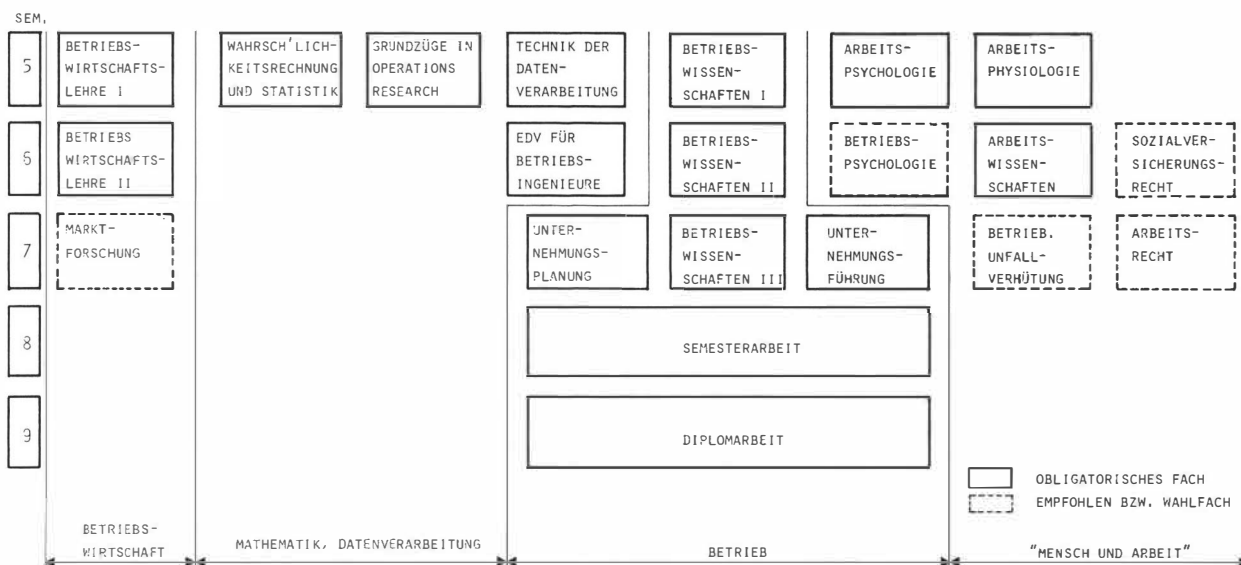 SEM.
5
BETRIEBS-
WIRTSCHAFTS-
LEHRE I
WAHRSCH'LICH-
KEITSRECHNUNG
UND STATISTIK
GRUNDZÜGE IN
OPERATIONS
RESEARCH
TECHNIK DER
DATEN-
VERARBEITUNG
BETRIEBS-
WISSEN-
SCHAFTEN I
ARBEITS-
PSYCHOLOGIE
ARBEITS-
PHYSIOLOGIE
6
BETRIEBS
WIRTSCHAFTS-
LEHRE II
EDV FÜR
BETRIEBS-
INGENIEURE
BETRIEBS-
WISSEN-
SCHAFTEN II
BETRIEBS-
PSYCHOLOGIE
ARBEITS-
WISSEN-
SCHAFTEN
SOZIALVER-
SICHERUNGS-
RECHT
7
MARKT-
FORSCHUNG
UNTER-
NEHMUNGS-
PLANUNG
BETRIEBS-
WISSEN-
SCHAFTEN III
UNTER-
NEHMUNGS-
FÜHRUNG
BETRIEB.
UNFALL-
VERHÜTUNG
ARBEITS-
RECHT
8
SEMESTERARBEIT
9
DIPLOMARBEIT
OBLIGATORISCHES FACH
EMPFOHLEN BZW. WAHLFACH
BETRIEBS-
WIRTSCHAFT
MATHEMATIK, DATENVERARBEITUNG
BETRIEB
"MENSCH UND ARBEIT"